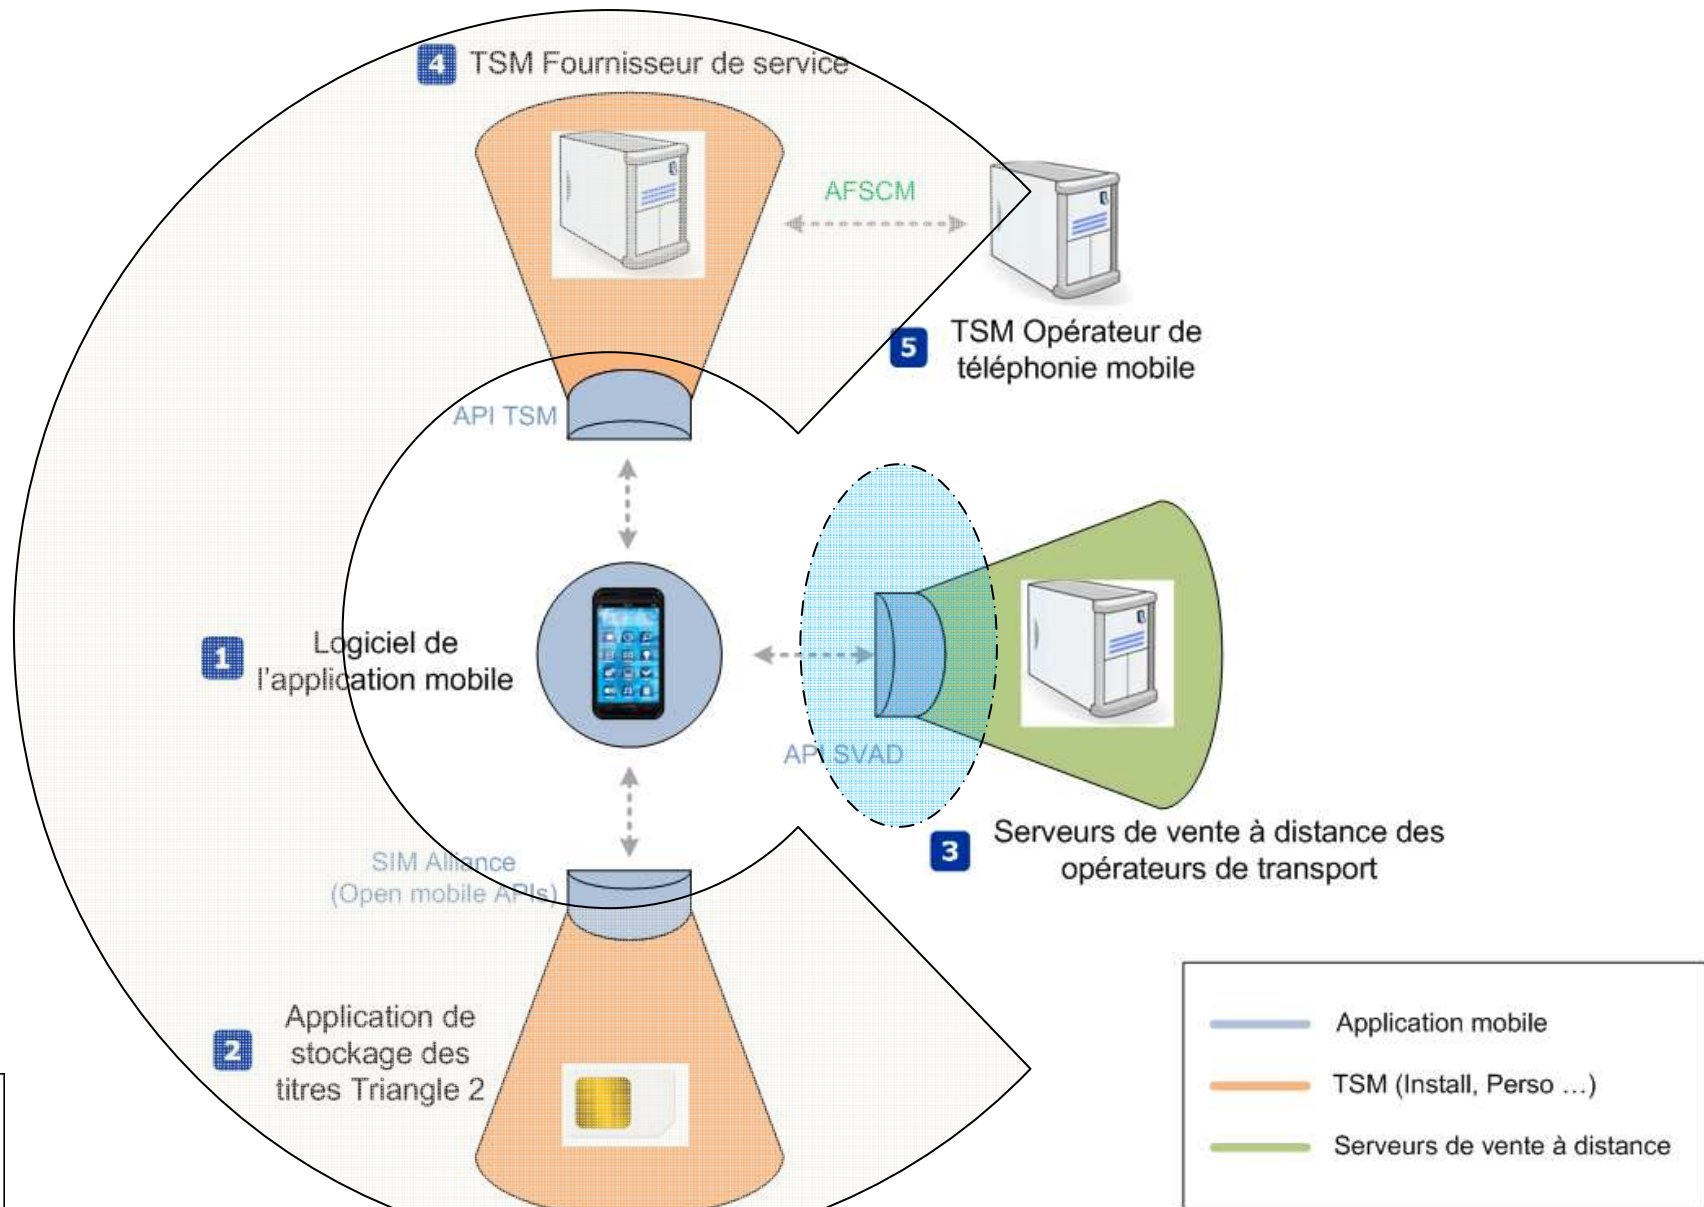 4 TSM Fournisseur de service
AFSCM
5 TSM Opérateur de
téléphonie mobile
API TSM
1 Logiciel de
l'application mobile
API SVAD
3 Serveurs de vente à distance des
opérateurs de transport
SIM Alliance
(Open mobile APIs)
2 Application de
stockage des
titres Triangle 2
Application mobile
TSM (Install, Perso ...)
Serveurs de vente à distance